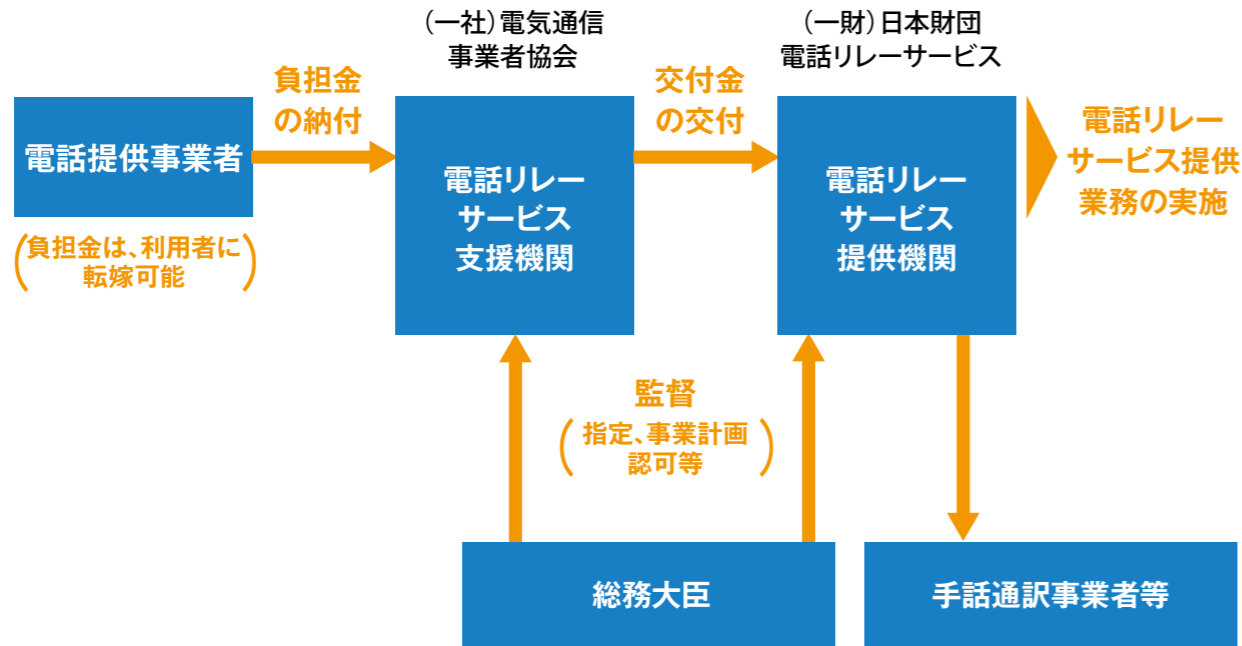 （一社）電気通信
事業者協会
（一財）日本財団
電話リレーサービス
負担金
の納付
交付金
の交付
電話提供事業者
電話リレー
サービス
支援機関
電話リレー
サービス
提供機関
電話リレー
サービス提供
業務の実施
（負担金は、利用者に
転嫁可能）
監督
（指定、事業計画
認可等）
総務大臣
手話通訳事業者等